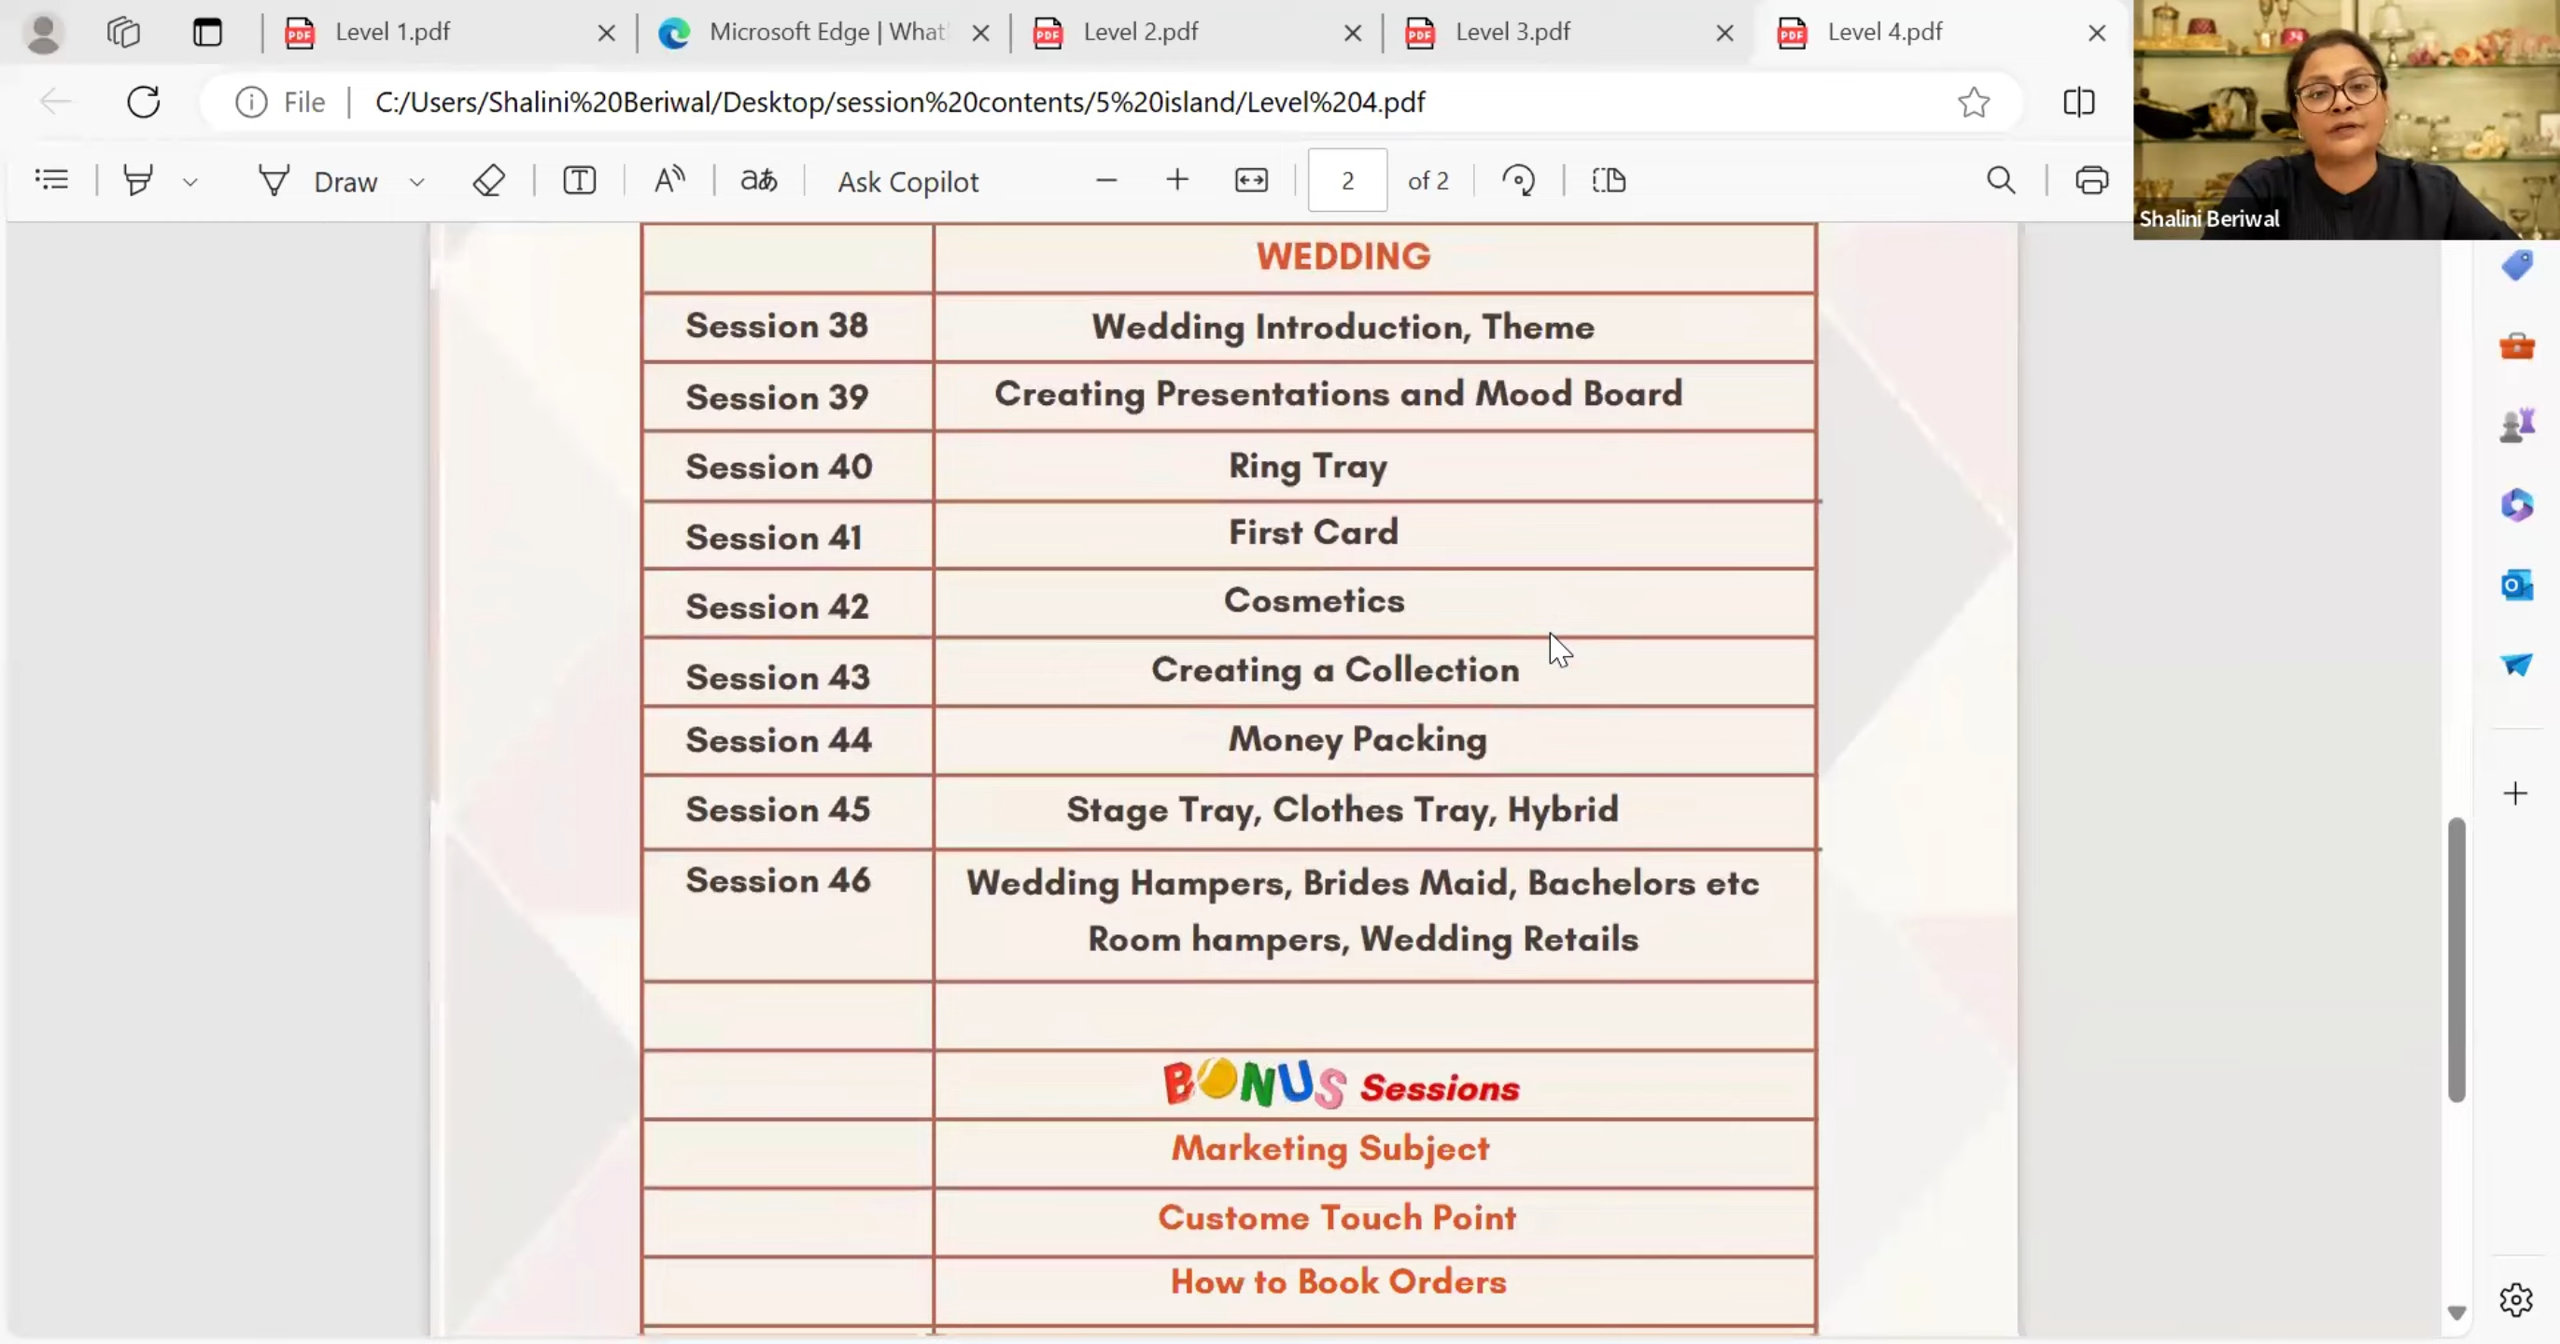 Level 1.pdf
Microsoft Edge | What'
Level 2.pdf
Level 3.pdf
Level 4.pdf
File
C:/Users/Shalini%20Beriwal/Desktop/session%20contents/5%20island/Level%204.pdf
Draw
Ask Copilot
2 of 2
Shalini Beriwal
WEDDING
Session 38 Wedding Introduction, Theme
Session 39 Creating Presentations and Mood Board
Session 40 Ring Tray
Session 41 First Card
Session 42 Cosmetics
Session 43 Creating a Collection
Session 44 Money Packing
Session 45 Stage Tray, Clothes Tray, Hybrid
Session 46 Wedding Hampers, Brides Maid, Bachelors etc
Room hampers, Wedding Retails
BONUS Sessions
Marketing Subject
Custome Touch Point
How to Book Orders